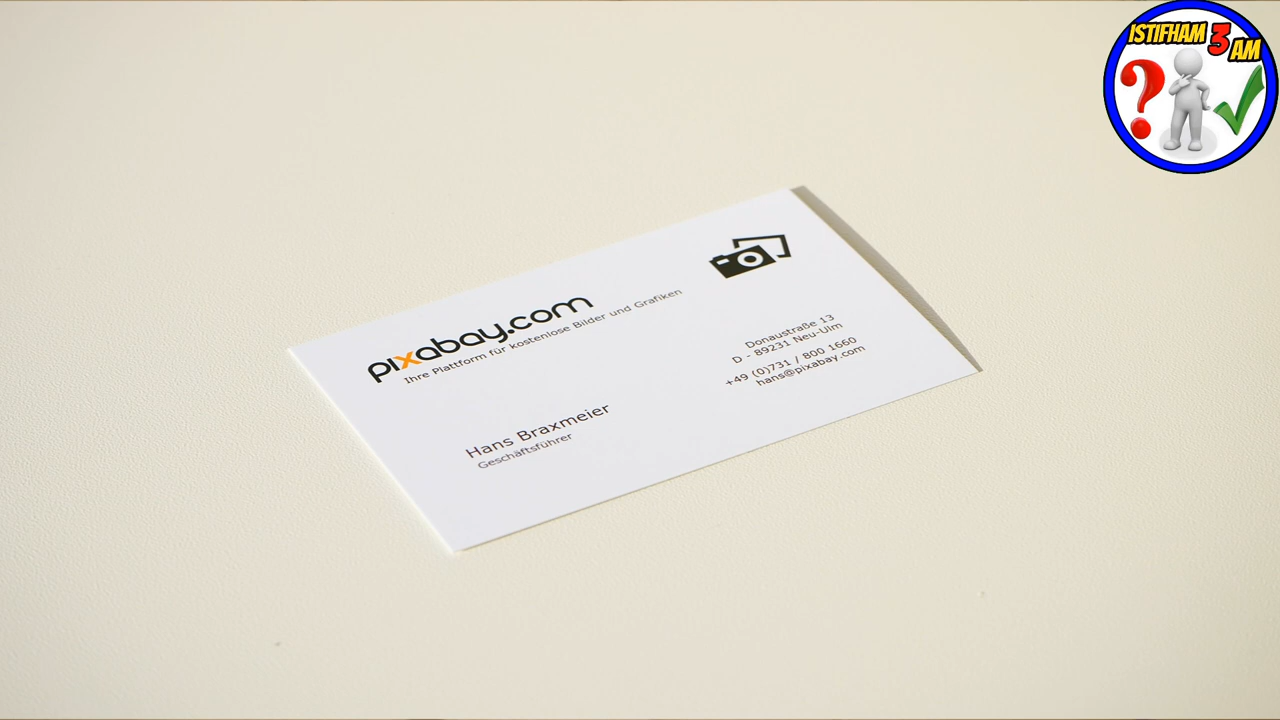 ISTIFHAM 3 AM
pixabay.com
Ihre Plattform für kostenlose Bilder und Grafiken
Donaustraße 13
D - 89231 Neu-Ulm
+49 (0)731 / 800 1660
hans@pixabay.com
Hans Braxmeier
Geschäftsführer